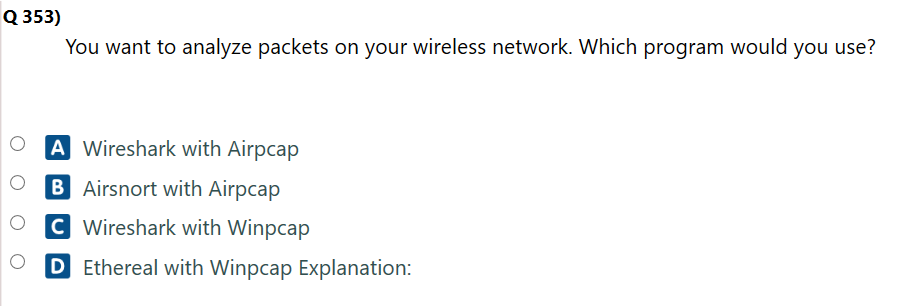 Q 353)
You want to analyze packets on your wireless network. Which program would you use?
A Wireshark with Airpcap
B Airsnort with Airpcap
C Wireshark with Winpcap
D Ethereal with Winpcap Explanation: